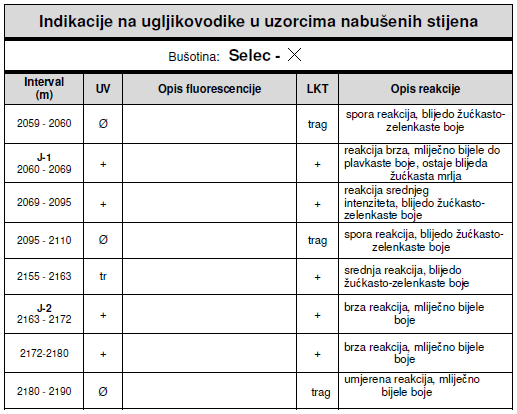 Indikacije na ugljikovodike u uzorcima nabušenih stijena
Bušotina: Selec - X
Interval (m) UV Opis fluorescencije LKT Opis reakcije
2059 - 2060 Ø trag spora reakcija, blijedo žućkasto-
zelenkaste boje
J-1
2060 - 2069 + + reakcija brza, mliječno bijele do
plavkaste boje, ostaje blijeda
žućkasta mrlja
2069 - 2095 + + reakcija srednjeg
intenziteta, blijedo žućkasto-
zelenkaste boje
2095 - 2110 Ø trag spora reakcija, blijedo žućkasto-
zelenkaste boje
2155 - 2163 tr + srednja reakcija, blijedo
žućkasto-zelenkaste boje
J-2
2163 - 2172 + + brza reakcija, mliječno bijele
boje
2172-2180 + + brza reakcija, mliječno bijele
boje
2180 - 2190 Ø trag umjerena reakcija, mliječno
bijele boje